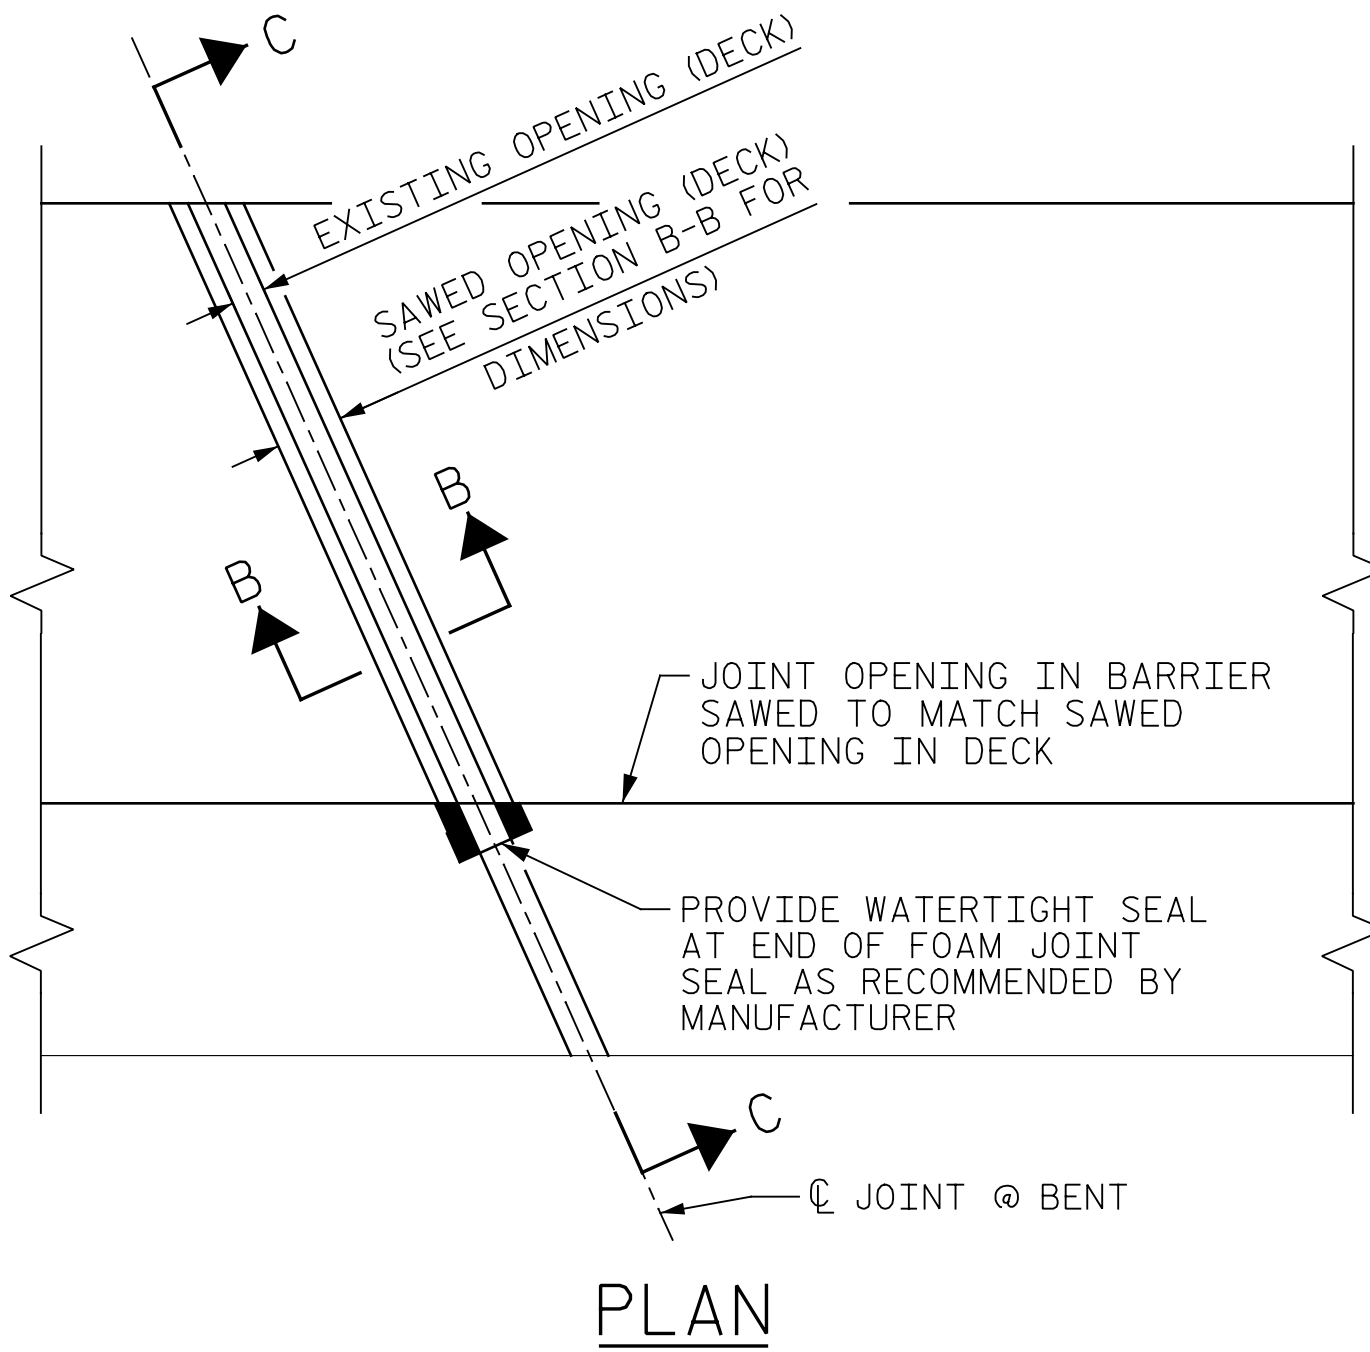 C
EXISTING OPENING (DECK)
SAWED OPENING (DECK)
(SEE SECTION B-B FOR
DIMENSIONS)
B
B
JOINT OPENING IN BARRIER
SAWED TO MATCH SAWED
OPENING IN DECK
PROVIDE WATERTIGHT SEAL
AT END OF FOAM JOINT
SEAL AS RECOMMENDED BY
MANUFACTURER
C
℄ JOINT @ BENT
PLAN